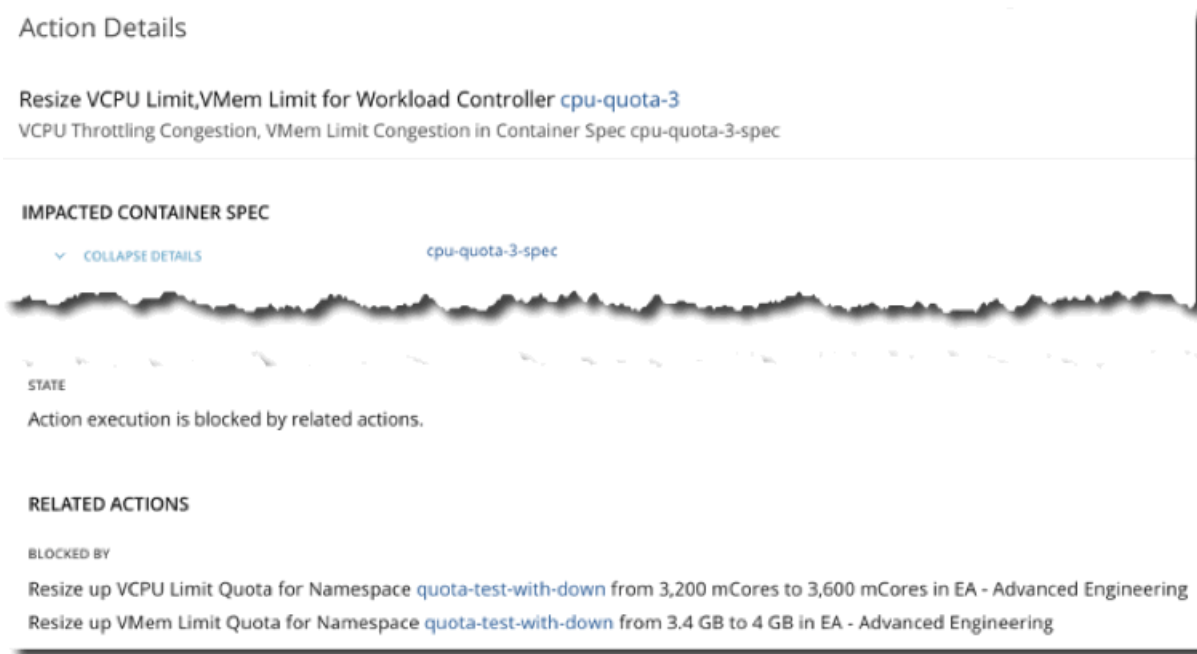 Action Details
Resize VCPU Limit,VMem Limit for Workload Controller cpu-quota-3
VCPU Throttling Congestion, VMem Limit Congestion in Container Spec cpu-quota-3-spec
IMPACTED CONTAINER SPEC
COLLAPSE DETAILS cpu-quota-3-spec
STATE
Action execution is blocked by related actions.
RELATED ACTIONS
BLOCKED BY
Resize up VCPU Limit Quota for Namespace quota-test-with-down from 3,200 mCores to 3,600 mCores in EA - Advanced Engineering
Resize up VMem Limit Quota for Namespace quota-test-with-down from 3.4 GB to 4 GB in EA - Advanced Engineering